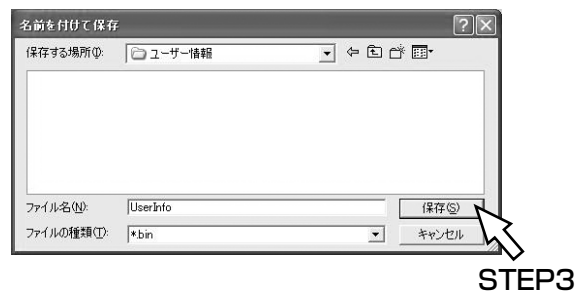 名前を付けて保存
保存する場所(I): ユーザー情報
ファイル名(N): UserInfo 保存(S)
ファイルの種類(T): *.bin キャンセル
STEP3